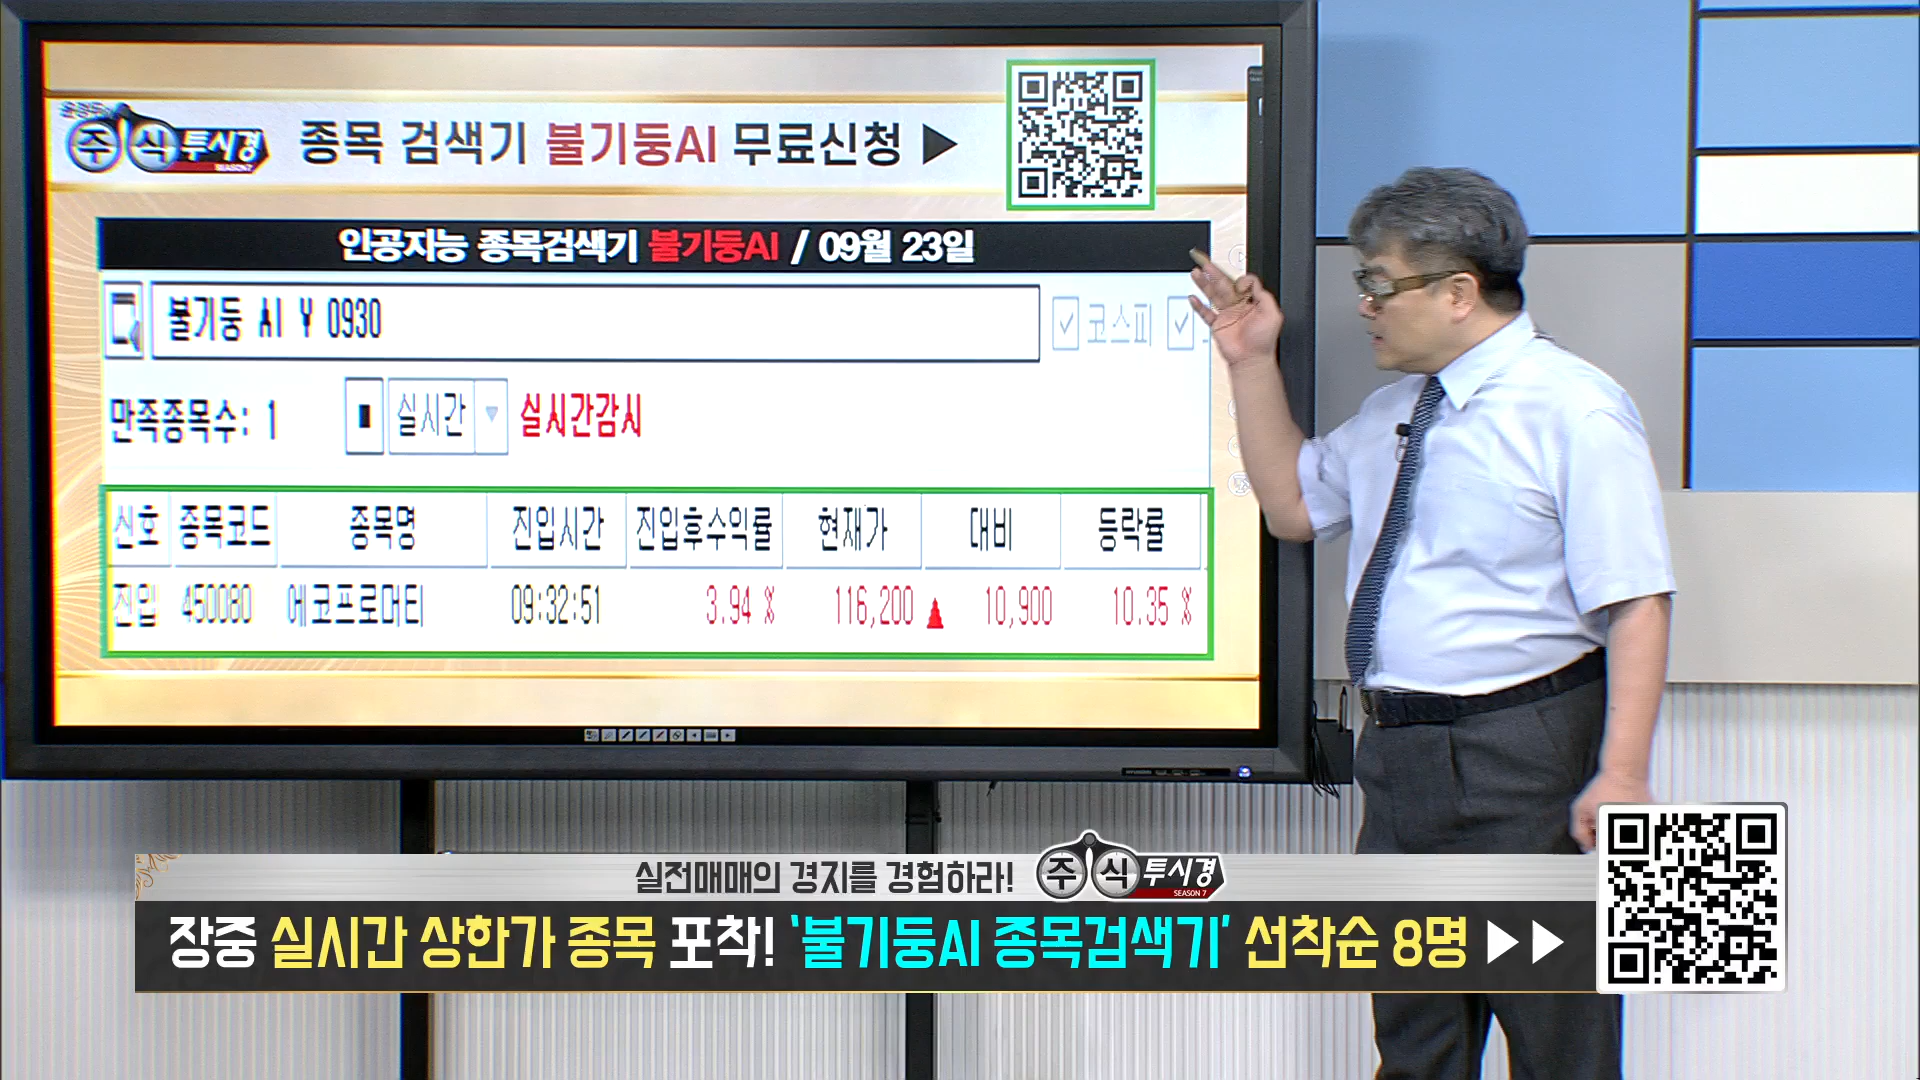 주식투시경
SEASON 7
종목 검색기 불기둥AI 무료신청 ▶
인공지능 종목검색기 불기둥AI / 09월 23일
불기둥 AI Y 0930
코스피
만족종목수: 1
실시간
실시간감시
신호 종목코드 종목명 진입시간 진입후수익률 현재가 대비 등락률
진입 450080 에코프로머티 09:32:51 3.94 % 116,200 ▲ 10,900 10.35 %
실전매매의 경지를 경험하라! 주식투시경
SEASON 7
장중 실시간 상한가 종목 포착! '불기둥AI 종목검색기' 선착순 8명 ▶▶